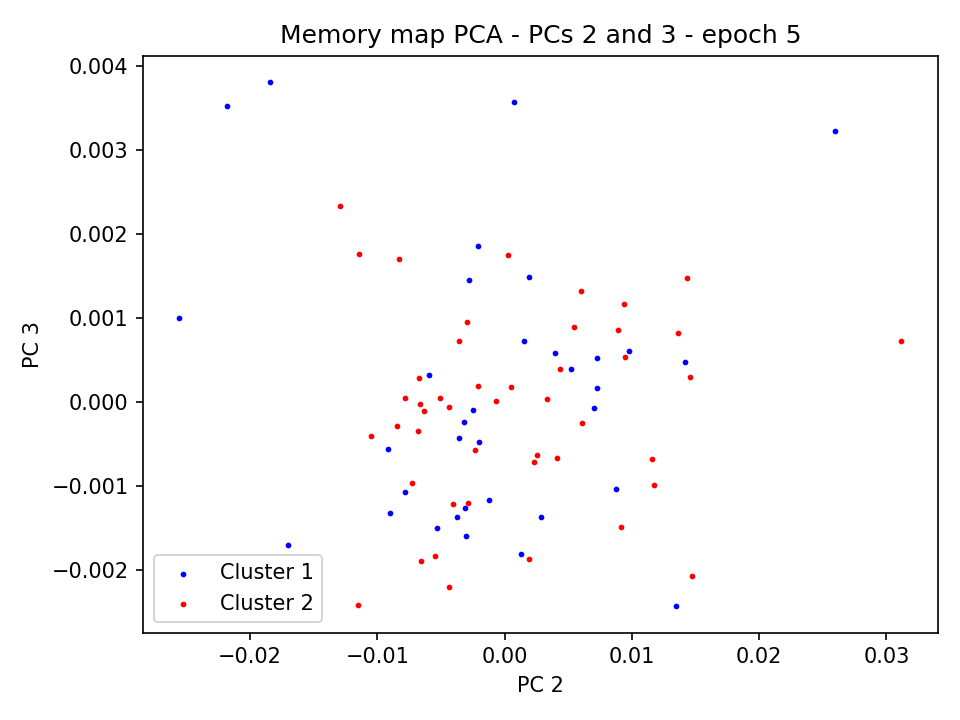 Memory map PCA - PCs 2 and 3 - epoch 5
0.004
0.003
0.002
0.001
0.000
−0.001
−0.002
PC 3
Cluster 1
Cluster 2
−0.02
−0.01
0.00
0.01
0.02
0.03
PC 2